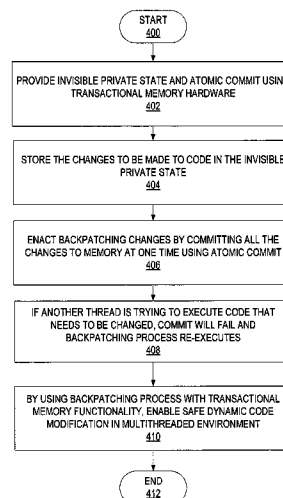 START
400
PROVIDE INVISIBLE PRIVATE STATE AND ATOMIC COMMIT USING
TRANSACTIONAL MEMORY HARDWARE
402
STORE THE CHANGES TO BE MADE TO CODE IN THE INVISIBLE
PRIVATE STATE
404
ENACT BACKPATCHING CHANGES BY COMMITTING ALL THE
CHANGES TO MEMORY AT ONE TIME USING ATOMIC COMMIT
406
IF ANOTHER THREAD IS TRYING TO EXECUTE CODE THAT
NEEDS TO BE CHANGED, COMMIT WILL FAIL AND
BACKPATCHING PROCESS RE-EXECUTES
408
BY USING BACKPATCHING PROCESS WITH TRANSACTIONAL
MEMORY FUNCTIONALITY, ENABLE SAFE DYNAMIC CODE
MODIFICATION IN MULTITHREADED ENVIRONMENT
410
END
412